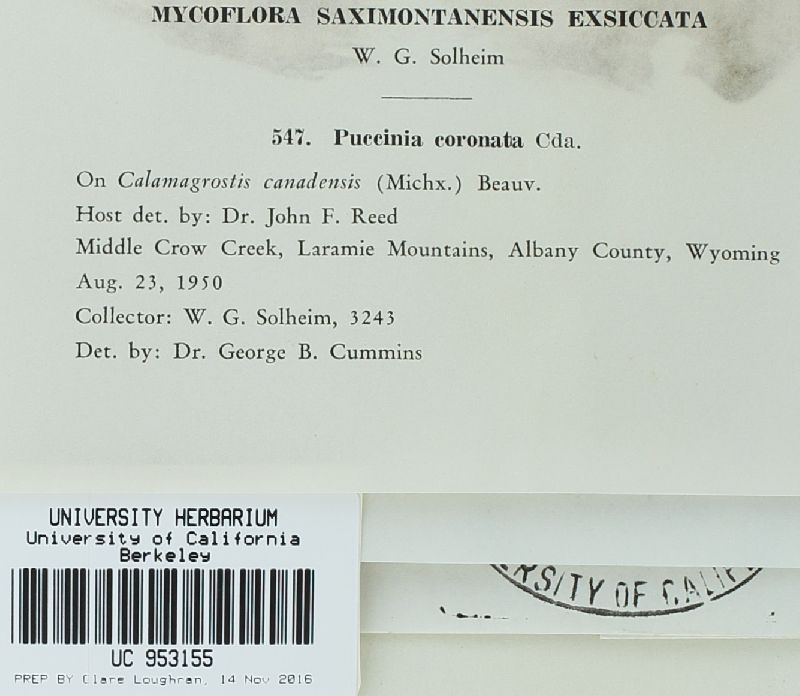 MYCOFLORA SAXIMONTANENSIS EXSICCATA
W. G. Solheim
547. Puccinia coronata Cda.
On Calamagrostis canadensis (Michx.) Beauv.
Host det. by: Dr. John F. Reed
Middle Crow Creek, Laramie Mountains, Albany County, Wyoming
Aug. 23, 1950
Collector: W. G. Solheim, 3243
Det. by: Dr. George B. Cummins
UNIVERSITY HERBARIUM
University of California
Berkeley
UC 953155
PREP BY Clare Loughran, 14 Nov 2016
RSITY OF CALIF